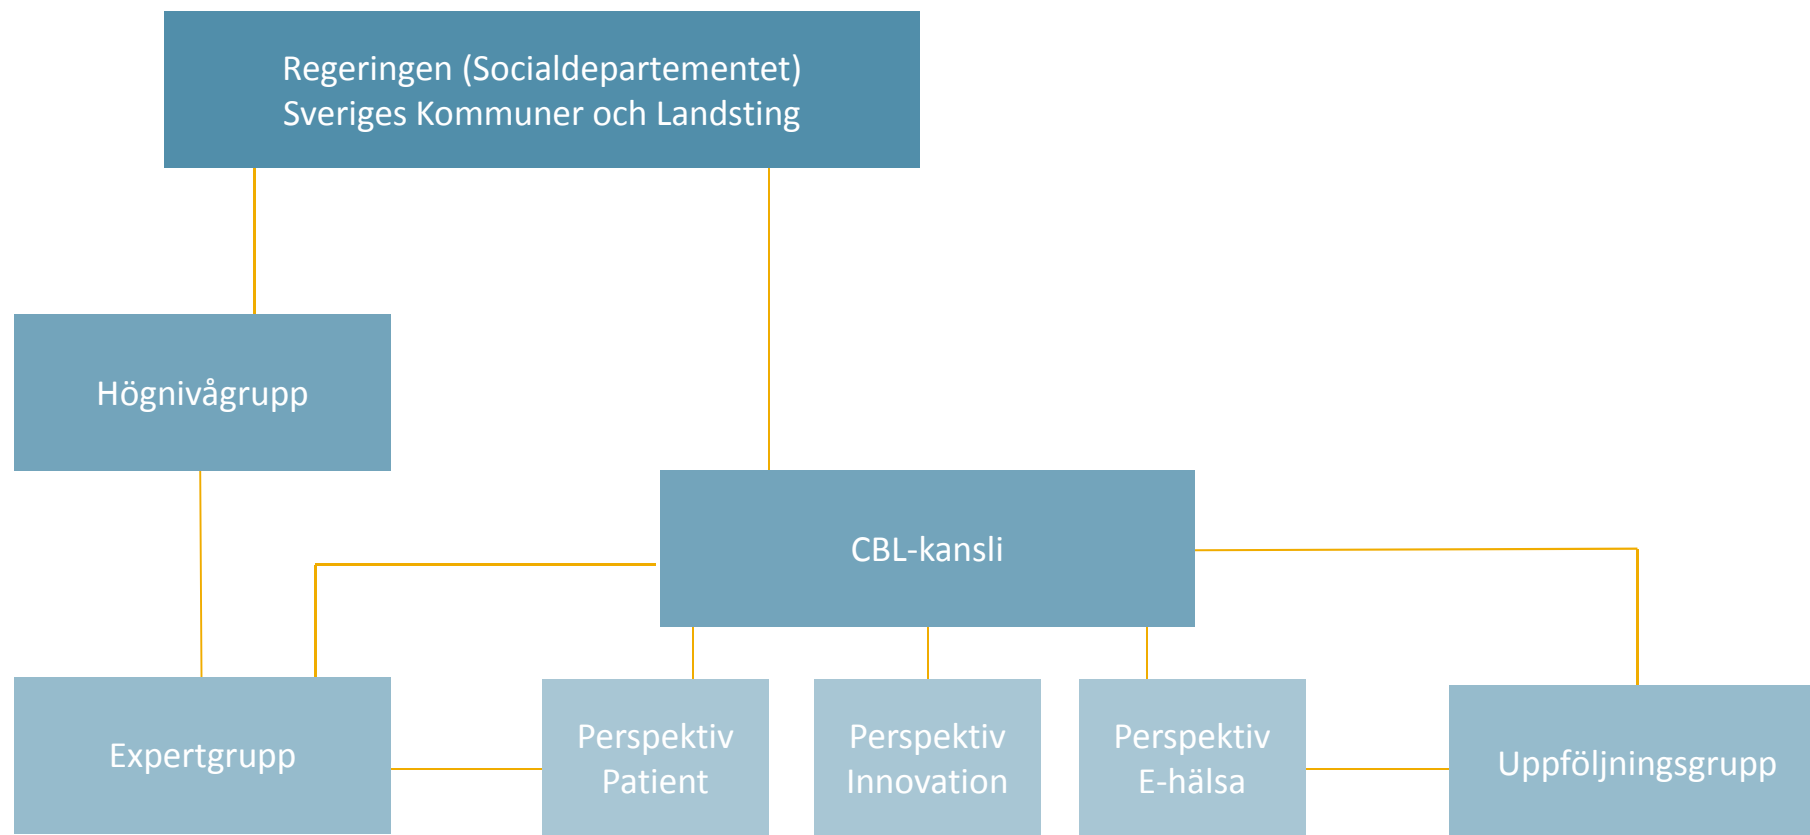 Regeringen (Socialdepartementet)
Sveriges Kommuner och Landsting
Högnivågrupp
CBL-kansli
Expertgrupp
Perspektiv
Patient
Perspektiv
Innovation
Perspektiv
E-hälsa
Uppföljningsgrupp